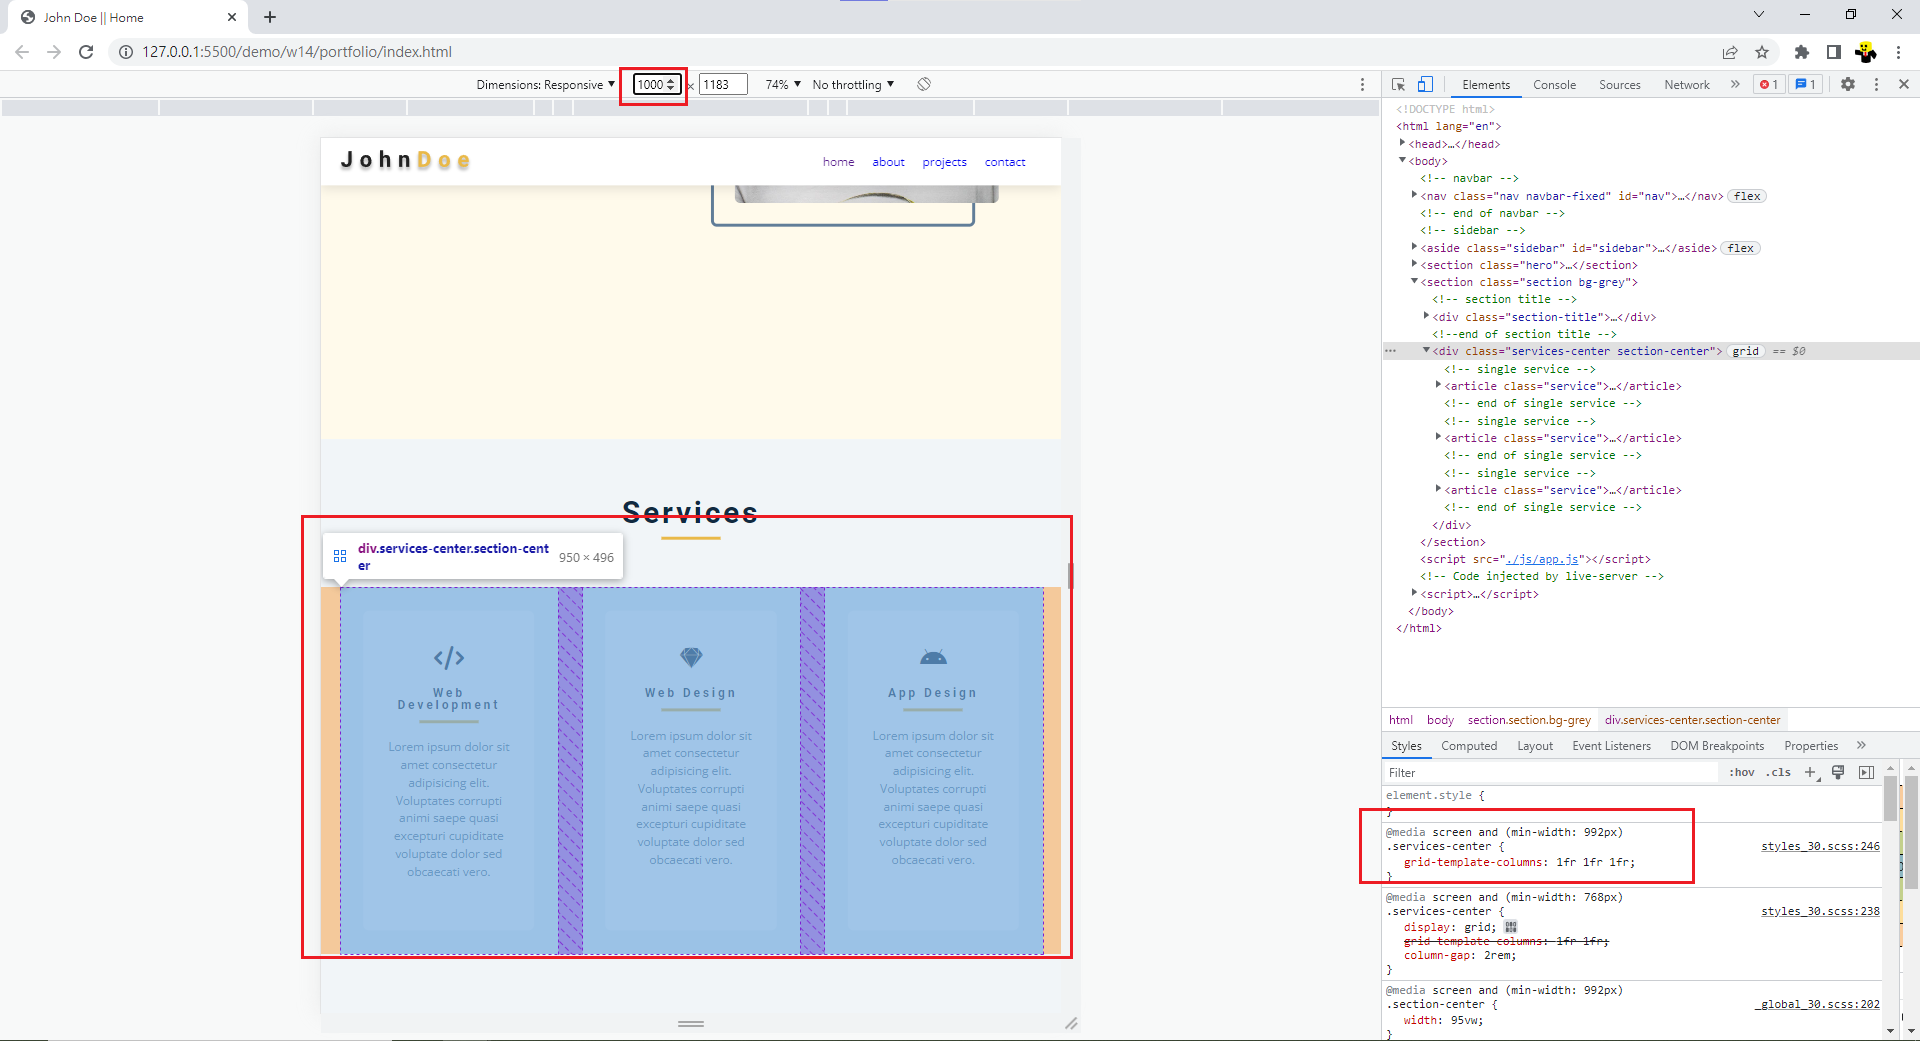 John Doe || Home
127.0.0.1:5500/demo/w14/portfolio/index.html
Dimensions: Responsive
1000
×
1183
74%
No throttling
Elements
Console
Sources
Network
1
1
JohnDoe
home
about
projects
contact
Services
div.services-center.section-cent
er
950 × 496
Web
Development
Lorem ipsum dolor sit
amet consectetur
adipisicing elit.
Voluptates corrupti
animi saepe quasi
excepturi cupiditate
voluptate dolor sed
obcaecati vero.
Web Design
Lorem ipsum dolor sit
amet consectetur
adipisicing elit.
Voluptates corrupti
animi saepe quasi
excepturi cupiditate
voluptate dolor sed
obcaecati vero.
App Design
Lorem ipsum dolor sit
amet consectetur
adipisicing elit.
Voluptates corrupti
animi saepe quasi
excepturi cupiditate
voluptate dolor sed
obcaecati vero.
<!DOCTYPE html>
<html lang="en">
<head>…</head>
<body>
<!-- navbar -->
<nav class="nav navbar-fixed" id="nav">…</nav> flex
<!-- end of navbar -->
<!-- sidebar -->
<aside class="sidebar" id="sidebar">…</aside> flex
<section class="hero">…</section>
<section class="section bg-grey">
<!-- section title -->
<div class="section-title">…</div>
<!--end of section title -->
<div class="services-center section-center"> grid == $0
<!-- single service -->
<article class="service">…</article>
<!-- end of single service -->
<!-- single service -->
<article class="service">…</article>
<!-- end of single service -->
<!-- single service -->
<article class="service">…</article>
<!-- end of single service -->
</div>
</section>
<script src="./js/app.js"></script>
<!-- Code injected by live-server -->
<script>…</script>
</body>
</html>
html
body
section.section.bg-grey
div.services-center.section-center
Styles
Computed
Layout
Event Listeners
DOM Breakpoints
Properties
Filter
:hov
.cls
element.style {
}
@media screen and (min-width: 992px)
.services-center {
styles_30.scss:246
grid-template-columns: 1fr 1fr 1fr;
}
@media screen and (min-width: 768px)
.services-center {
styles_30.scss:238
display: grid;
grid-template-columns: 1fr 1fr;
column-gap: 2rem;
}
@media screen and (min-width: 992px)
.section-center {
_global_30.scss:202
width: 95vw;
}